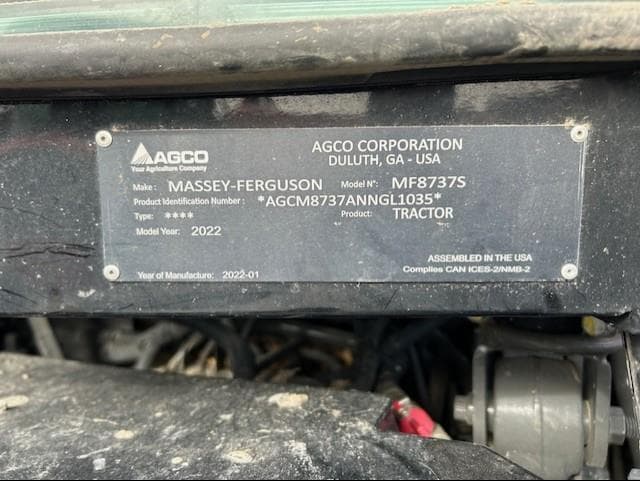 AGCO
Your Agriculture Company
AGCO CORPORATION
DULUTH, GA - USA
Make: MASSEY-FERGUSON Model N°: MF8737S
Product Identification Number : *AGCM8737ANNGL1035*
Type: **** Product: TRACTOR
Model Year: 2022
ASSEMBLED IN THE USA
Year of Manufacture: 2022-01 Complies CAN ICES-2/NMB-2